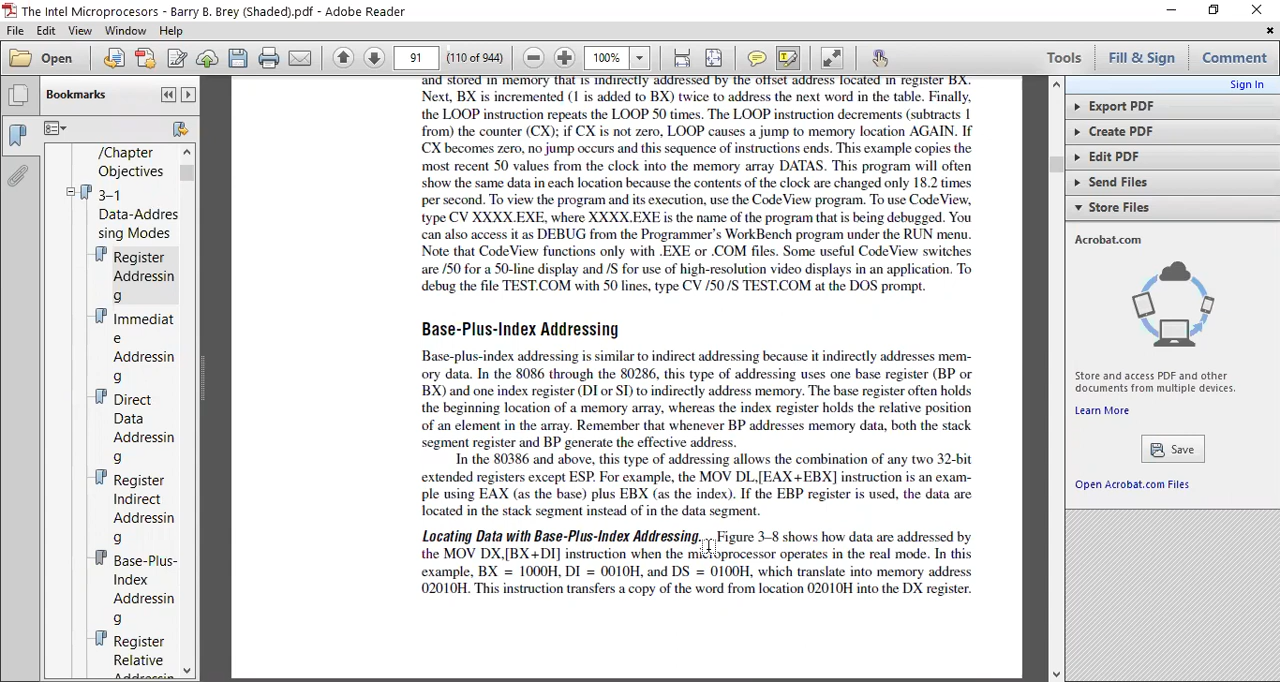 The Intel Microprocesors - Barry B. Brey (Shaded).pdf - Adobe Reader
File Edit View Window Help
Open 91 (110 of 944) 100% Tools Fill & Sign Comment
Bookmarks
/Chapter
Objectives
3–1
Data-Addres
sing Modes
Register
Addressin
g
Immediat
e
Addressin
g
Direct
Data
Addressin
g
Register
Indirect
Addressin
g
Base-Plus-
Index
Addressin
g
Register
Relative
and stored in memory that is indirectly addressed by the offset address located in register BX.
Next, BX is incremented (1 is added to BX) twice to address the next word in the table. Finally,
the LOOP instruction repeats the LOOP 50 times. The LOOP instruction decrements (subtracts 1
from) the counter (CX); if CX is not zero, LOOP causes a jump to memory location AGAIN. If
CX becomes zero, no jump occurs and this sequence of instructions ends. This example copies the
most recent 50 values from the clock into the memory array DATAS. This program will often
show the same data in each location because the contents of the clock are changed only 18.2 times
per second. To view the program and its execution, use the CodeView program. To use CodeView,
type CV XXXX.EXE, where XXXX.EXE is the name of the program that is being debugged. You
can also access it as DEBUG from the Programmer's WorkBench program under the RUN menu.
Note that CodeView functions only with .EXE or .COM files. Some useful CodeView switches
are /50 for a 50-line display and /S for use of high-resolution video displays in an application. To
debug the file TEST.COM with 50 lines, type CV /50 /S TEST.COM at the DOS prompt.
Base-Plus-Index Addressing
Base-plus-index addressing is similar to indirect addressing because it indirectly addresses mem-
ory data. In the 8086 through the 80286, this type of addressing uses one base register (BP or
BX) and one index register (DI or SI) to indirectly address memory. The base register often holds
the beginning location of a memory array, whereas the index register holds the relative position
of an element in the array. Remember that whenever BP addresses memory data, both the stack
segment register and BP generate the effective address.
In the 80386 and above, this type of addressing allows the combination of any two 32-bit
extended registers except ESP. For example, the MOV DL,[EAX+EBX] instruction is an exam-
ple using EAX (as the base) plus EBX (as the index). If the EBP register is used, the data are
located in the stack segment instead of in the data segment.
Locating Data with Base-Plus-Index Addressing. Figure 3–8 shows how data are addressed by
the MOV DX,[BX+DI] instruction when the microprocessor operates in the real mode. In this
example, BX = 1000H, DI = 0010H, and DS = 0100H, which translate into memory address
02010H. This instruction transfers a copy of the word from location 02010H into the DX register.
Sign In
Export PDF
Create PDF
Edit PDF
Send Files
Store Files
Acrobat.com
Store and access PDF and other
documents from multiple devices.
Learn More
Save
Open Acrobat.com Files